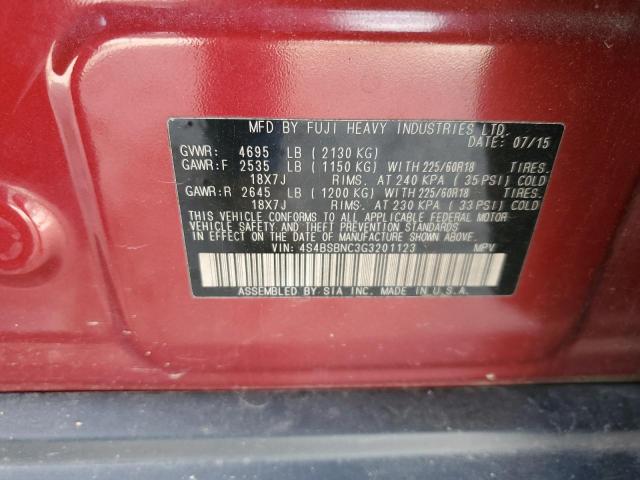 MFD BY FUJI HEAVY INDUSTRIES LTD.
DATE: 07/15
GVWR: 4695 LB ( 2130 KG)
GAWR:F 2535 LB ( 1150 KG) WITH 225/60R18 TIRES.
18X7J RIMS. AT 240 KPA ( 35 PSI) COLD
GAWR:R 2645 LB ( 1200 KG) WITH 225/60R18 TIRES.
18X7J RIMS. AT 230 KPA ( 33 PSI) COLD
THIS VEHICLE CONFORMS TO ALL APPLICABLE FEDERAL MOTOR
VEHICLE SAFETY AND THEFT PREVENTION STANDARDS
IN EFFECT ON THE DATE OF MANUFACTURE SHOWN ABOVE.
VIN: 4S4BSBNC3G3201123 MPV
ASSEMBLED BY SIA INC. MADE IN U.S.A.